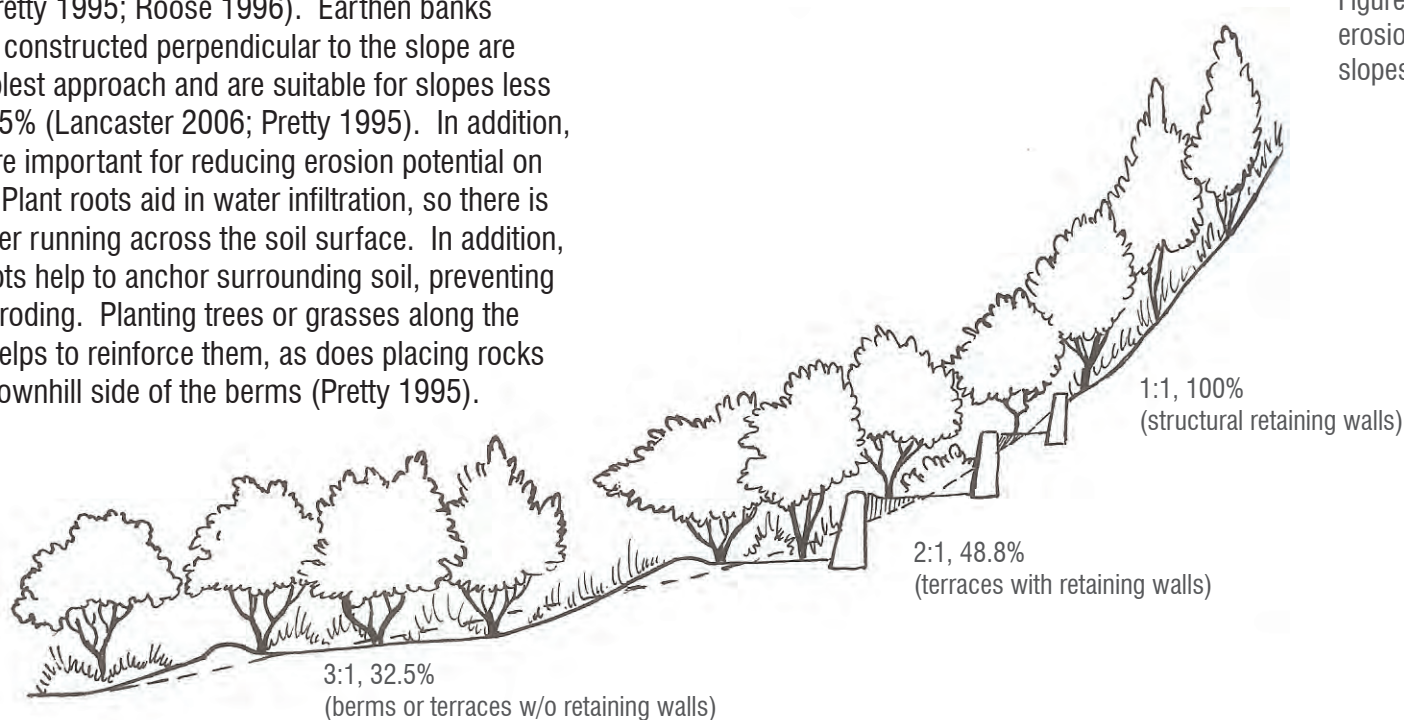 retty 1995; Roose 1996). Earthen banks
constructed perpendicular to the slope are
plest approach and are suitable for slopes less
5% (Lancaster 2006; Pretty 1995). In addition,
re important for reducing erosion potential on
Plant roots aid in water infiltration, so there is
er running across the soil surface. In addition,
ots help to anchor surrounding soil, preventing
roding. Planting trees or grasses along the
elps to reinforce them, as does placing rocks
ownhill side of the berms (Pretty 1995).
Figure
erosio
slopes
1:1, 100%
(structural retaining walls)
2:1, 48.8%
(terraces with retaining walls)
3:1, 32.5%
(berms or terraces w/o retaining walls)